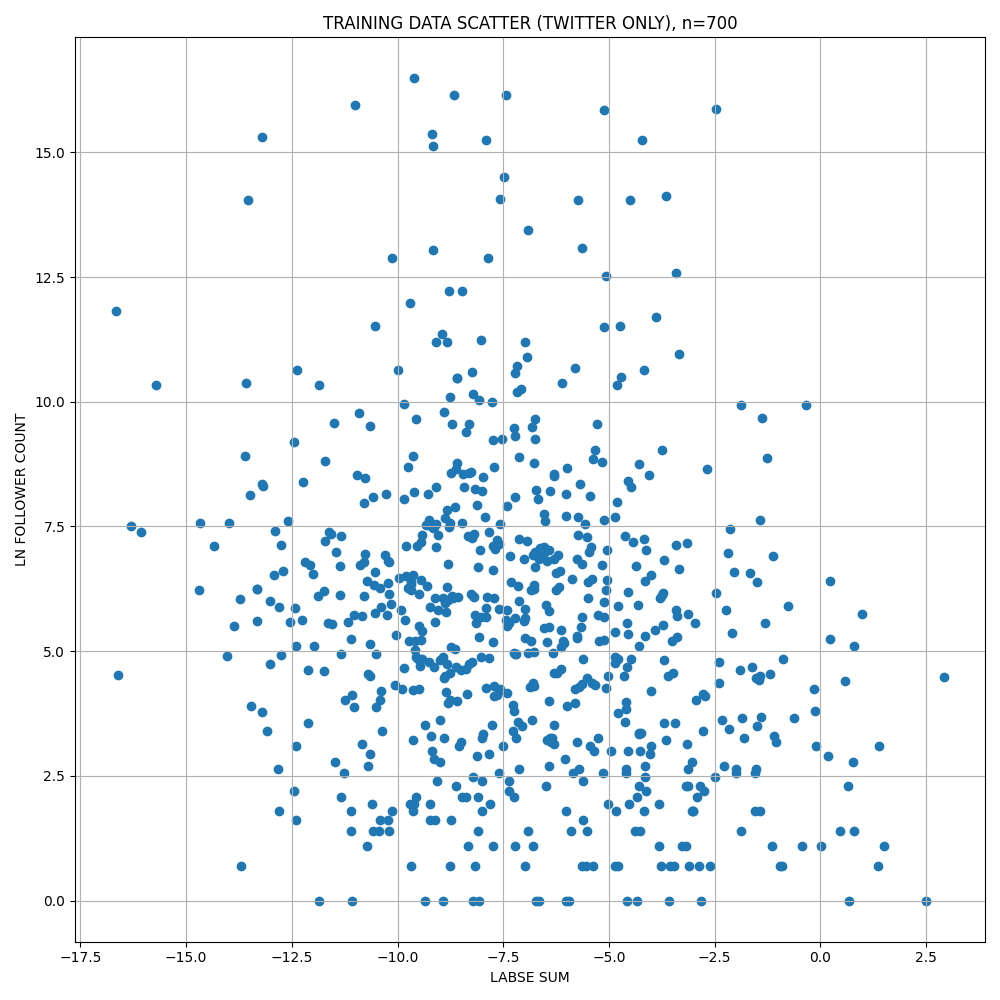 TRAINING DATA SCATTER (TWITTER ONLY), n=700
LN FOLLOWER COUNT
15.0
12.5
10.0
7.5
5.0
2.5
0.0
−17.5 −15.0 −12.5 −10.0 −7.5 −5.0 −2.5 0.0 2.5
LABSE SUM